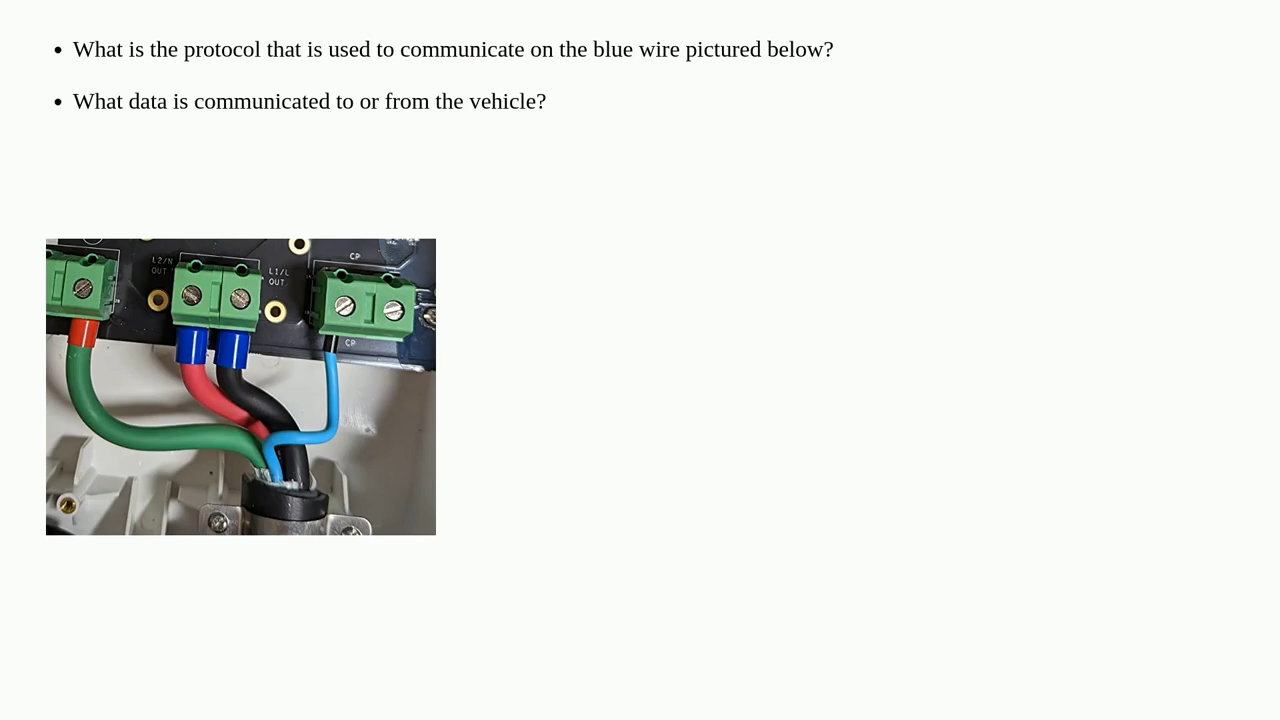 What is the protocol that is used to communicate on the blue wire pictured below?
What data is communicated to or from the vehicle?
CP
L2/N
OUT
L1/L
OUT
CP